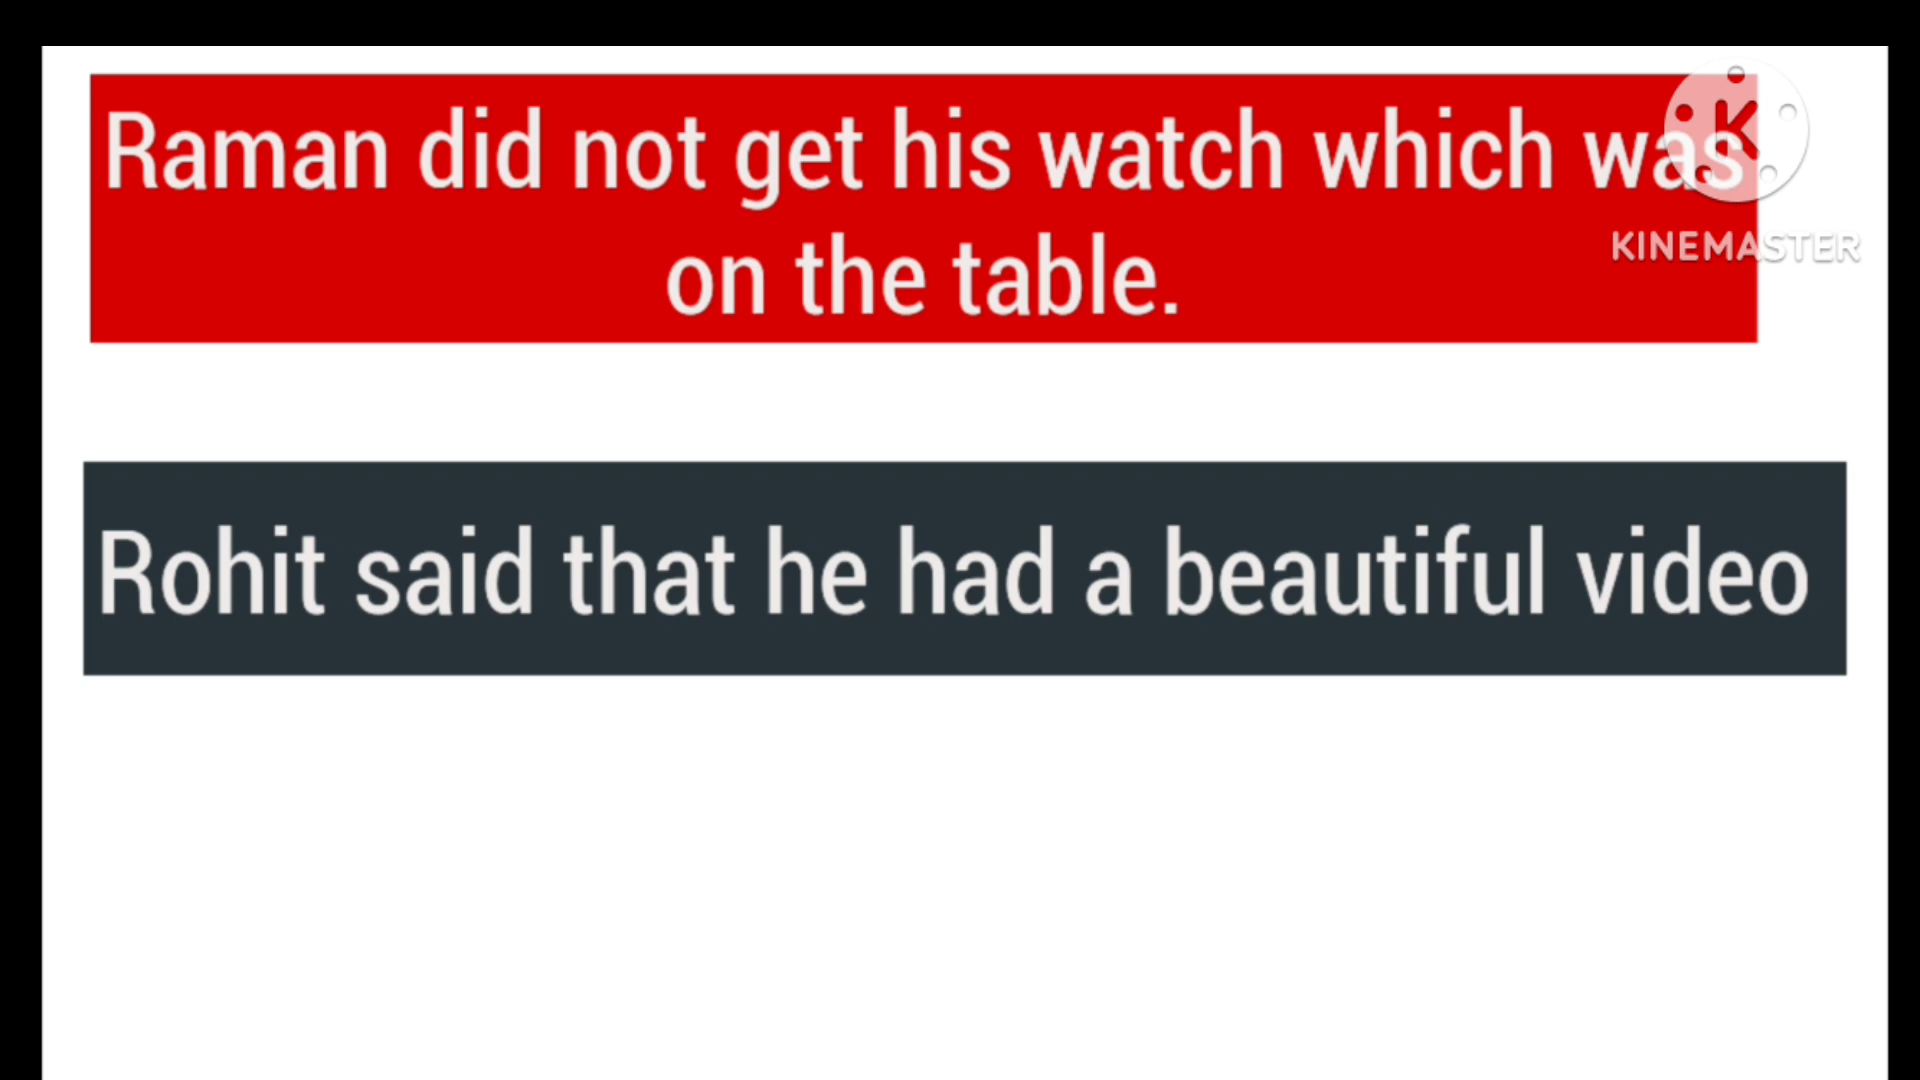 Raman did not get his watch which was
on the table.
K
KINEMASTER
Rohit said that he had a beautiful video